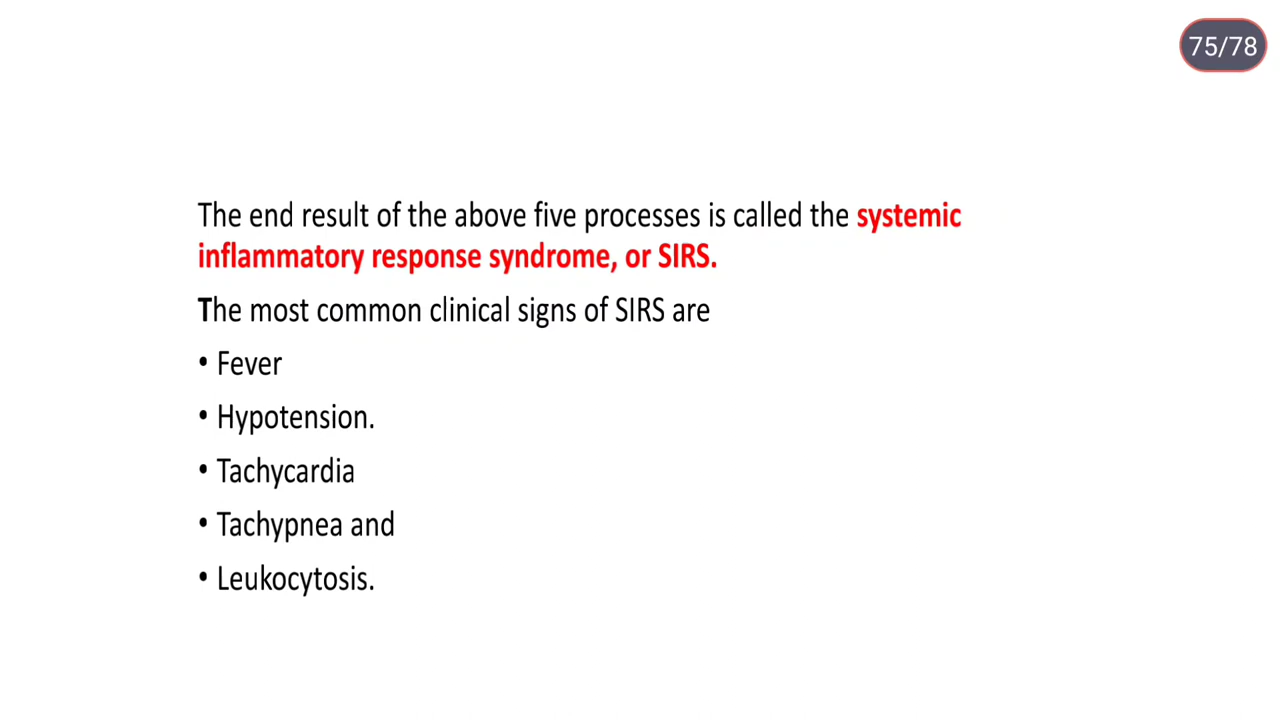 75/78
The end result of the above five processes is called the systemic
inflammatory response syndrome, or SIRS.
The most common clinical signs of SIRS are
• Fever
• Hypotension.
• Tachycardia
• Tachypnea and
• Leukocytosis.